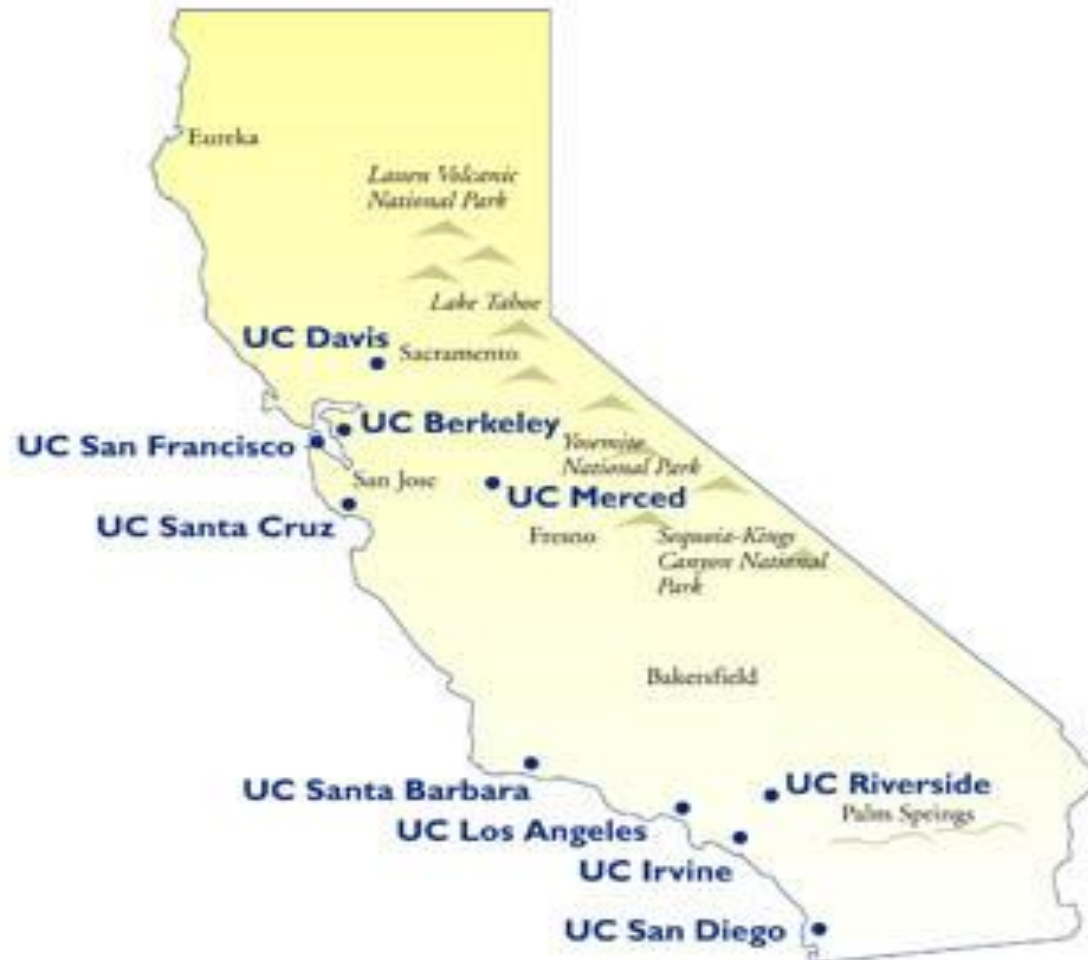 Eureka
Lassen Volcanic
National Park
Lake Tahoe
UC Davis
Sacramento
UC Berkeley
UC San Francisco
Yosemite
National Park
San Jose
UC Merced
UC Santa Cruz
Fresno
Sequoia-Kings
Canyon National
Park
Bakersfield
UC Santa Barbara
UC Riverside
Palm Springs
UC Los Angeles
UC Irvine
UC San Diego